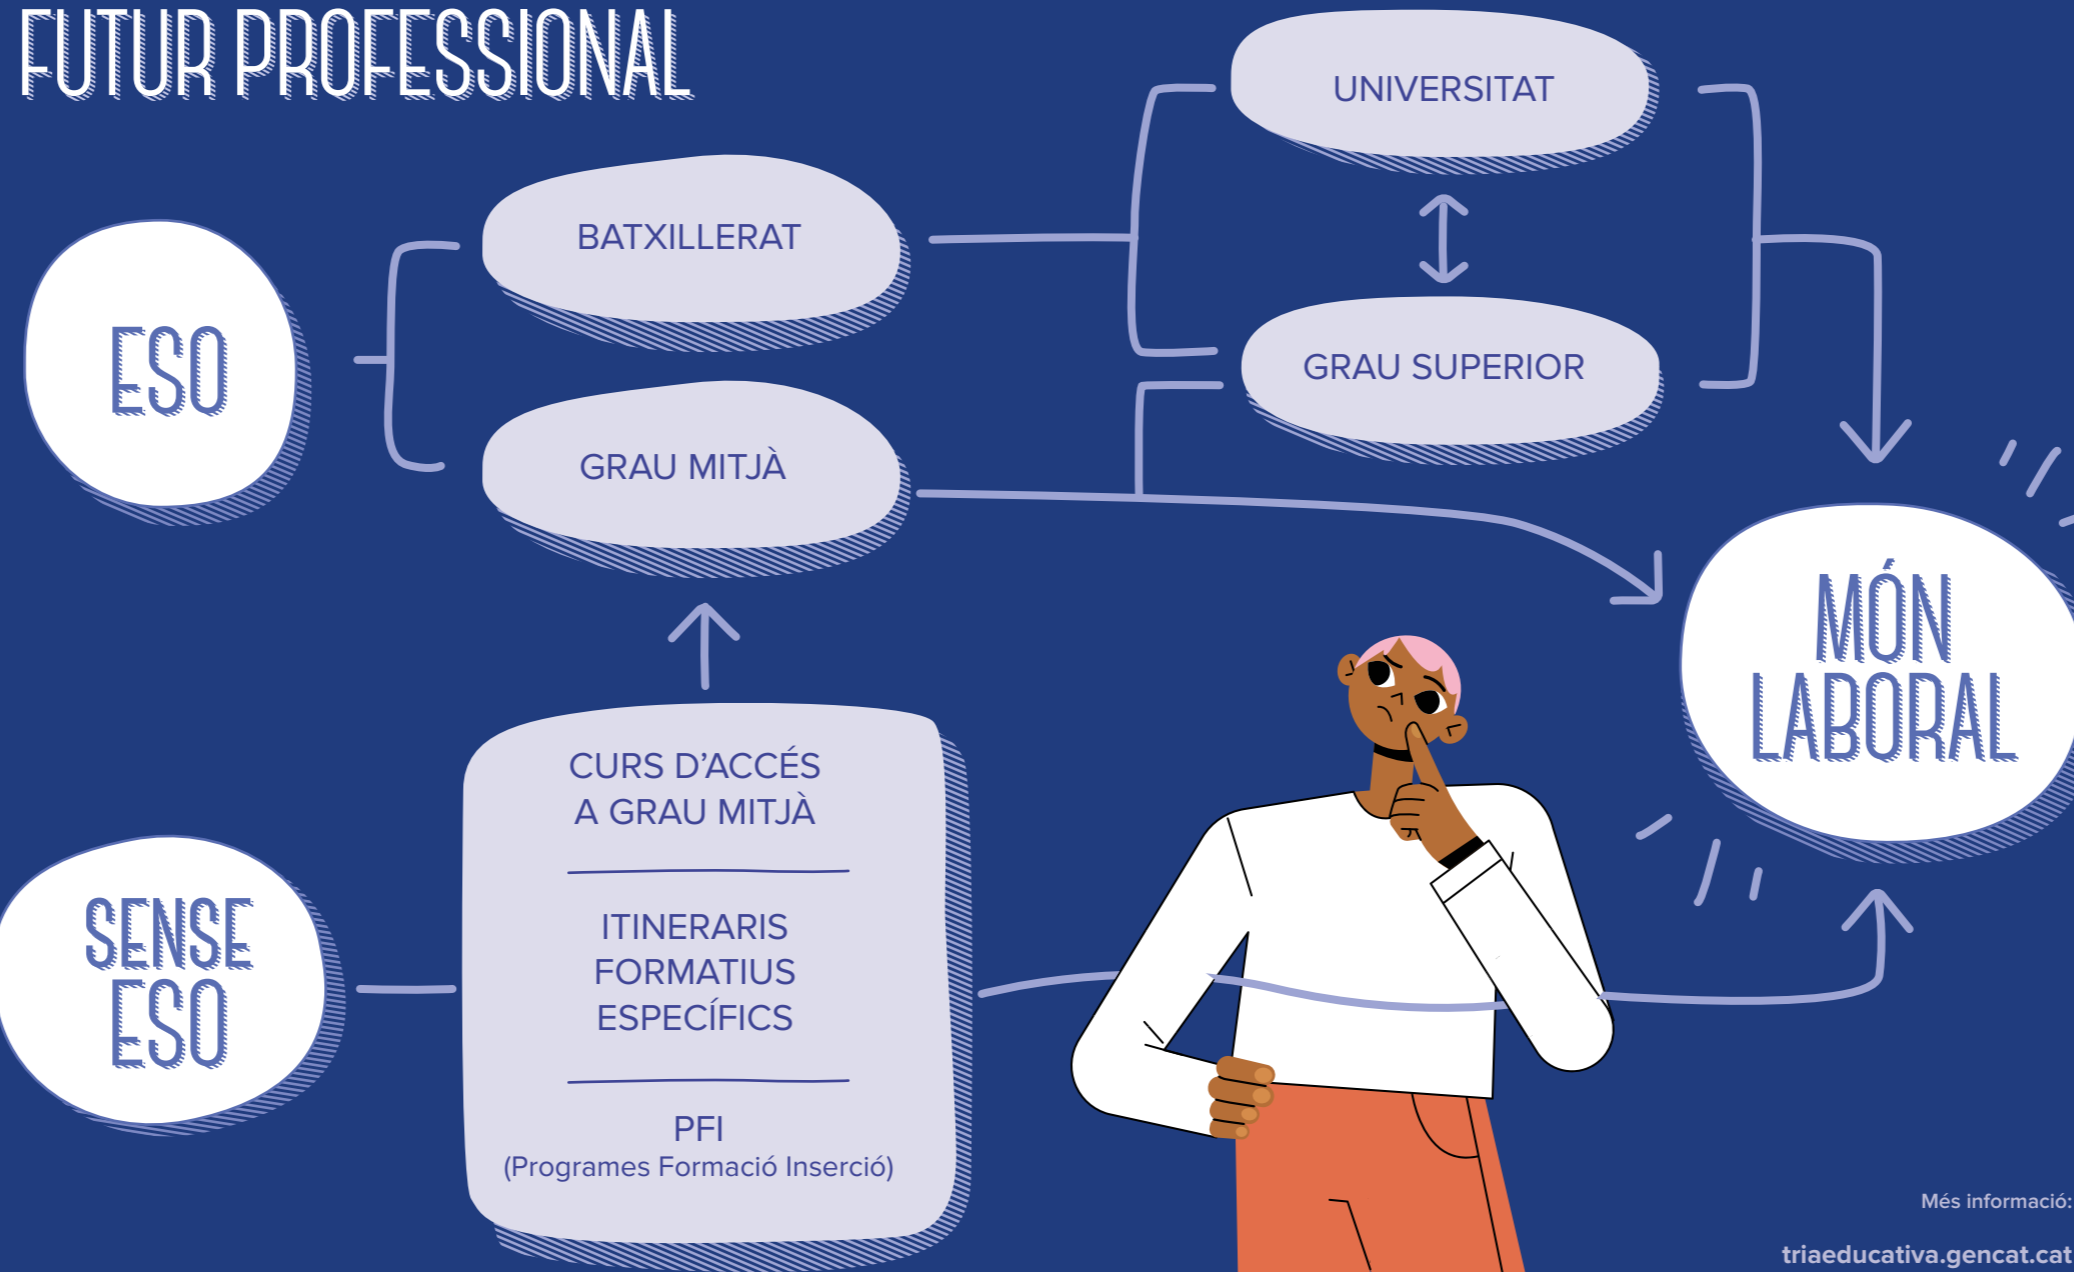 FUTUR PROFESSIONAL
UNIVERSITAT
BATXILLERAT
ESO
GRAU SUPERIOR
GRAU MITJÀ
MÓN
LABORAL
CURS D'ACCÉS
A GRAU MITJÀ
SENSE
ESO
ITINERARIS
FORMATIUS
ESPECÍFICS
PFI
(Programes Formació Inserció)
Més informació:
triaeducativa.gencat.cat